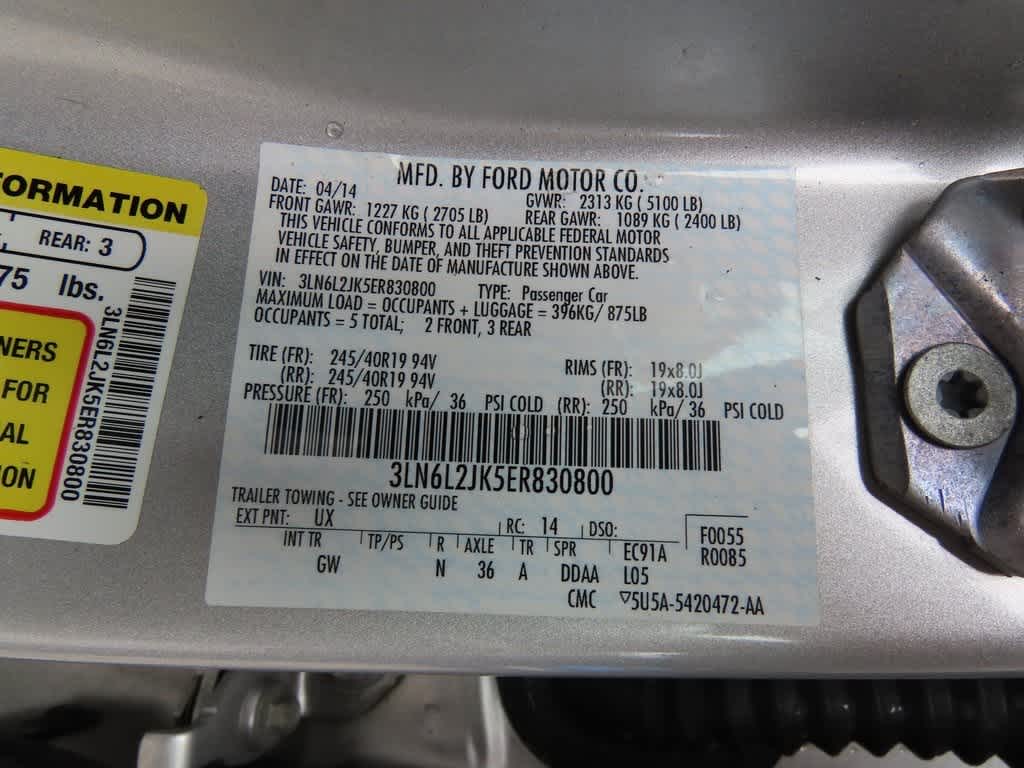 FORMATION
REAR: 3
75 lbs.
NERS
FOR
AL
ON
3LN6L2JK5ER830800
MFD. BY FORD MOTOR CO.
DATE: 04/14 GVWR: 2313 KG ( 5100 LB)
FRONT GAWR: 1227 KG ( 2705 LB) REAR GAWR: 1089 KG ( 2400 LB)
THIS VEHICLE CONFORMS TO ALL APPLICABLE FEDERAL MOTOR
VEHICLE SAFETY, BUMPER, AND THEFT PREVENTION STANDARDS
IN EFFECT ON THE DATE OF MANUFACTURE SHOWN ABOVE.
VIN: 3LN6L2JK5ER830800 TYPE: Passenger Car
MAXIMUM LOAD = OCCUPANTS + LUGGAGE = 396KG/ 875LB
OCCUPANTS = 5 TOTAL; 2 FRONT, 3 REAR
TIRE (FR): 245/40R19 94V RIMS (FR): 19x8.0J
(RR): 245/40R19 94V (RR): 19x8.0J
PRESSURE (FR): 250 kPa/ 36 PSI COLD (RR): 250 kPa/ 36 PSI COLD
3LN6L2JK5ER830800
TRAILER TOWING - SEE OWNER GUIDE
EXT PNT: UX RC: 14 DSO: F0055
INT TR TP/PS R AXLE TR SPR EC91A R0085
GW N 36 A DDAA L05
CMC ▽5U5A-5420472-AA